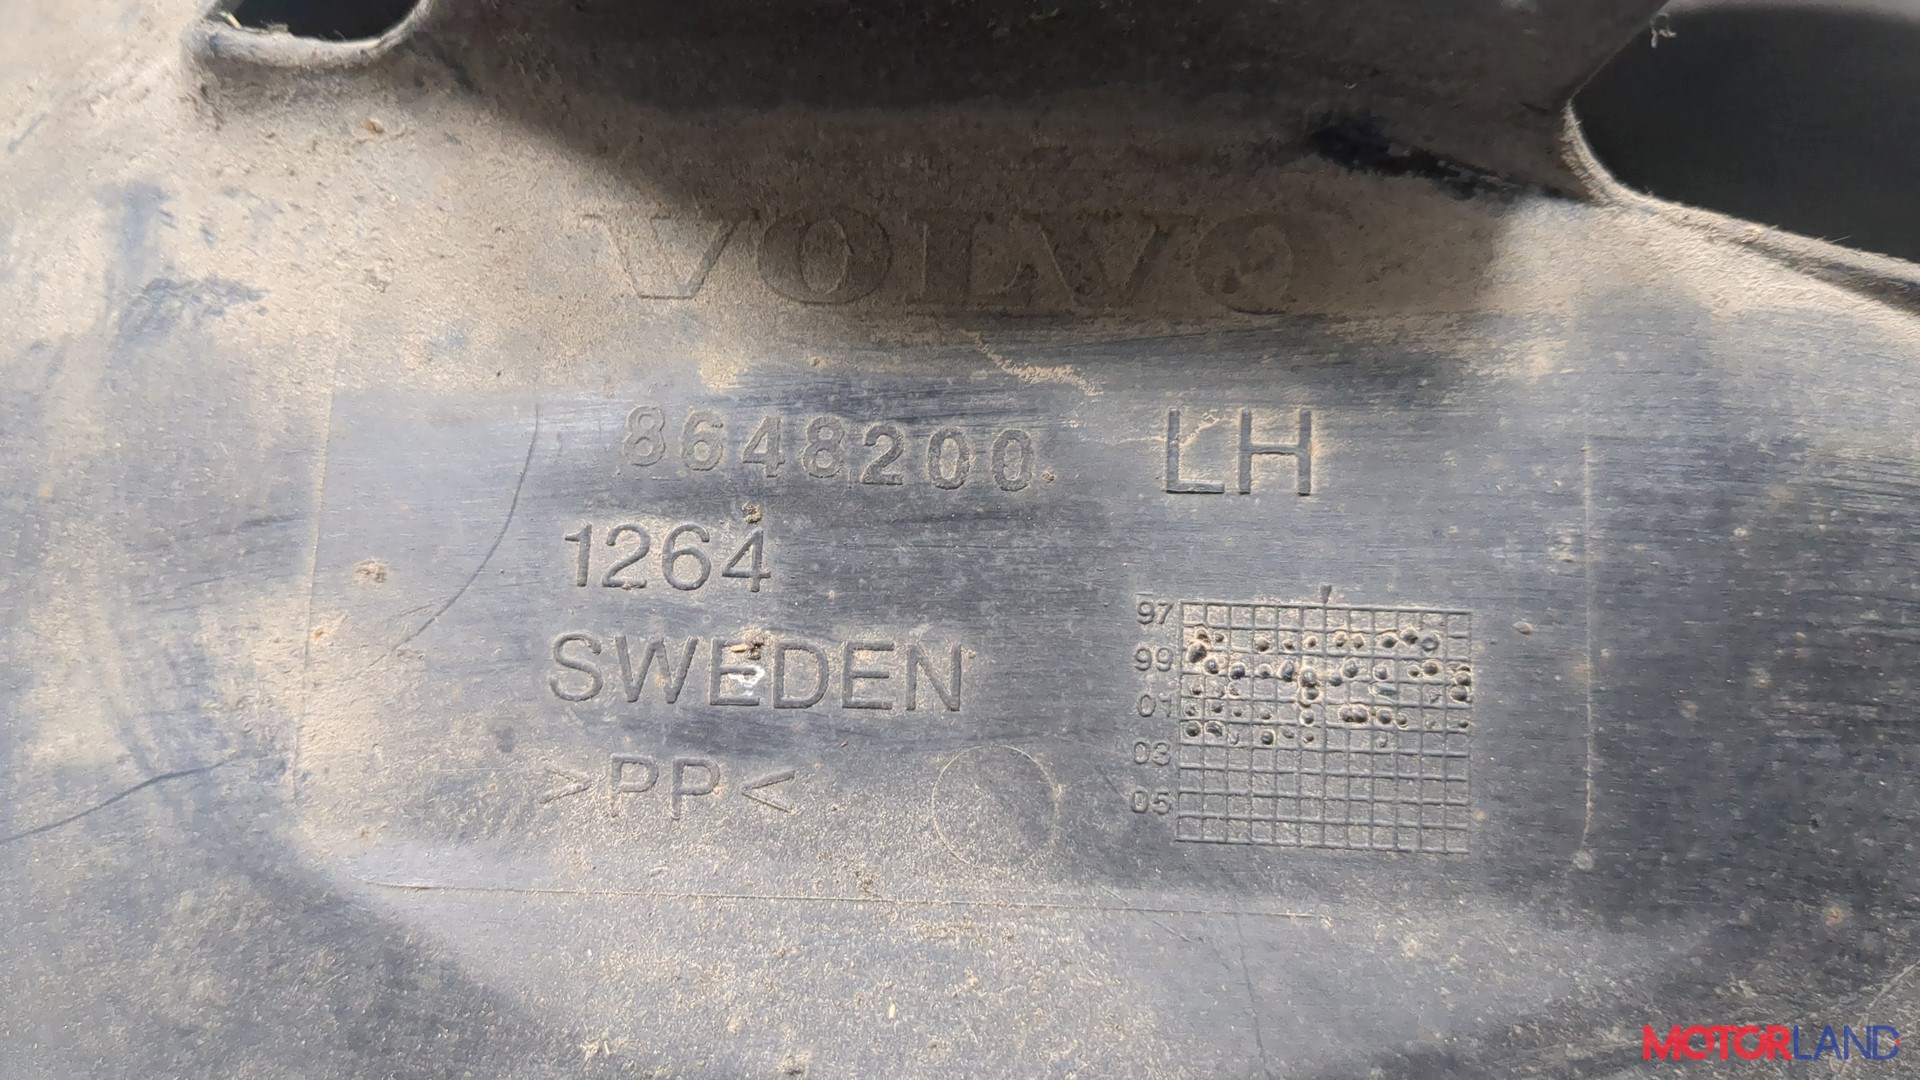 VOLVO
8648200 LH
1264
SWEDEN
>PP<
97
99
01
03
05
MOTORLAND